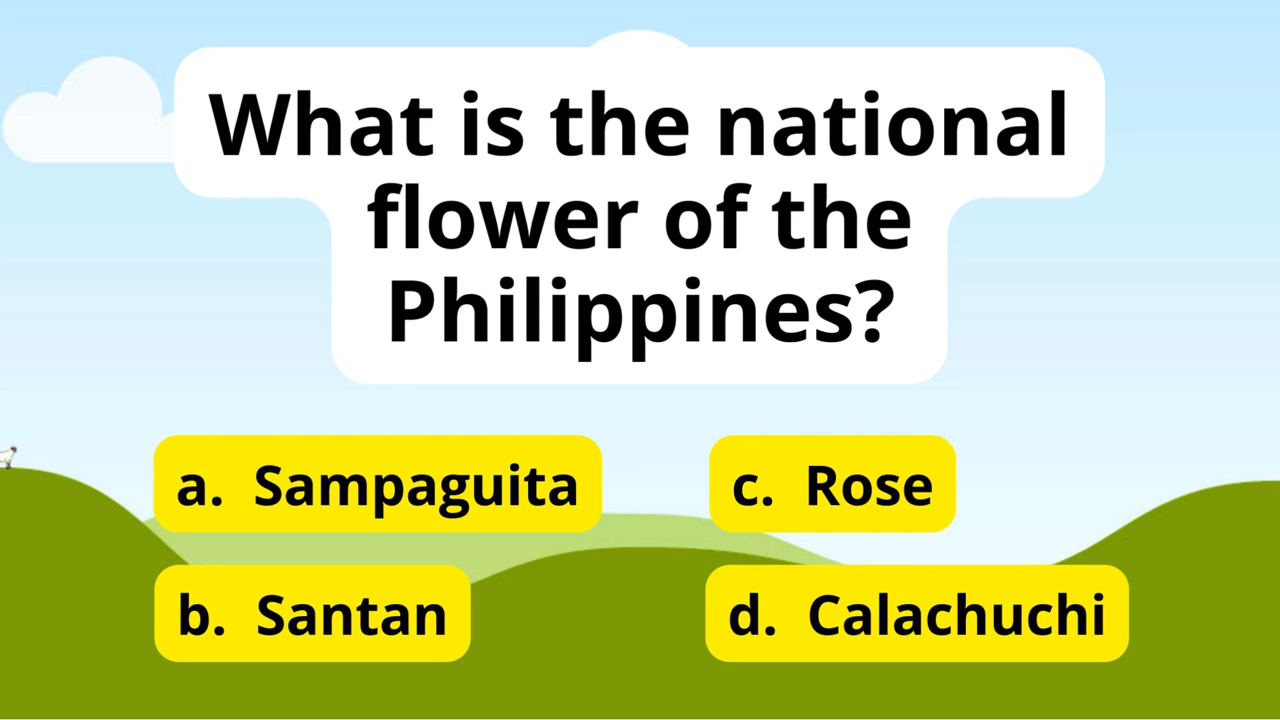 What is the national
flower of the
Philippines?
a. Sampaguita
b. Santan
c. Rose
d. Calachuchi